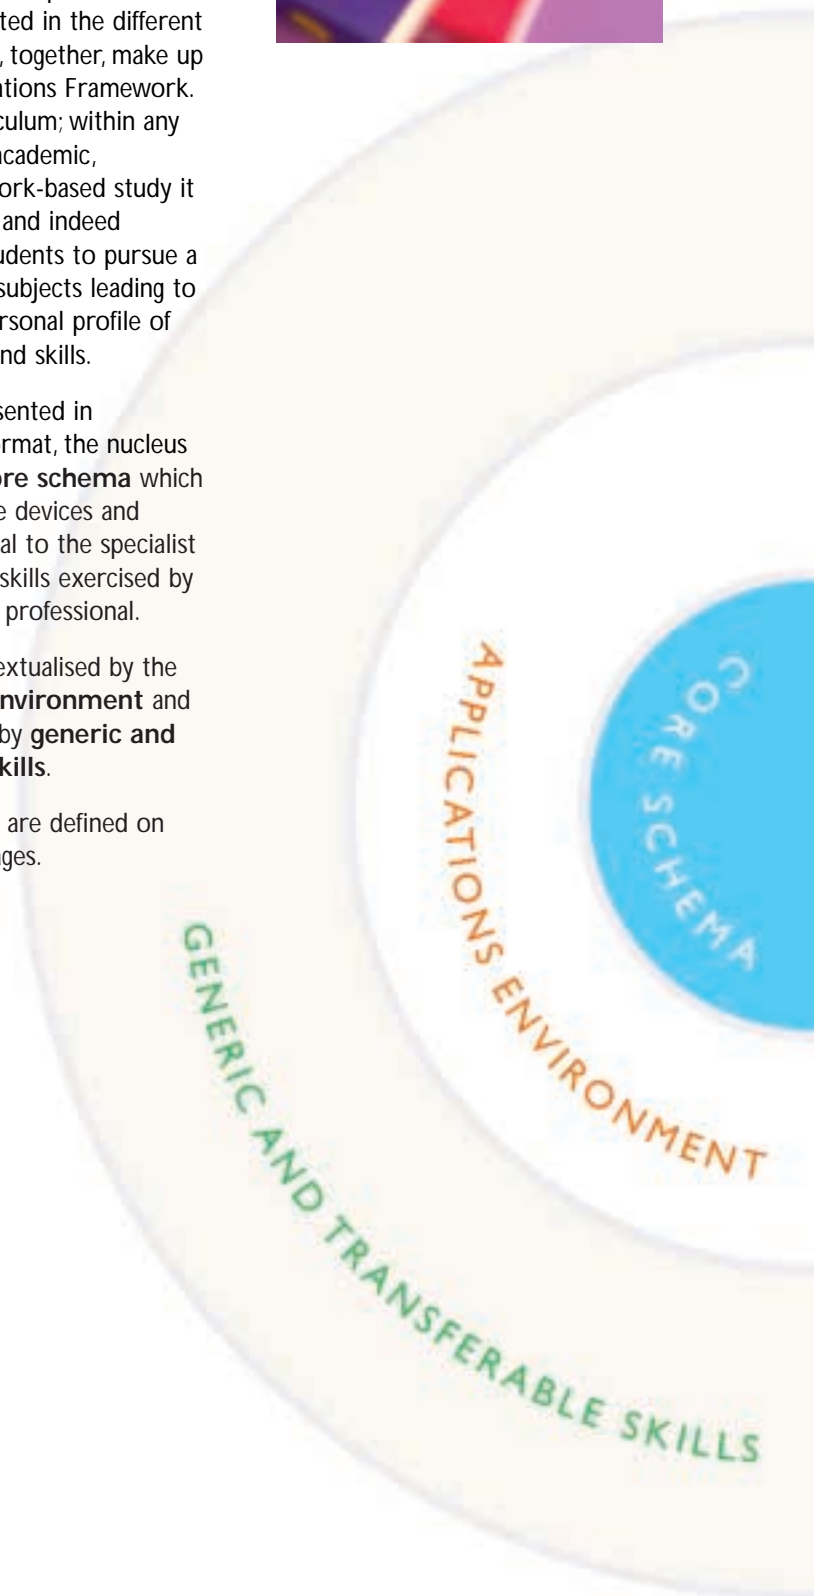 ted in the different
, together, make up
ations Framework.
culum; within any
academic,
ork-based study it
and indeed
udents to pursue a
subjects leading to
rsonal profile of
nd skills.
sented in
rmat, the nucleus
ore schema which
e devices and
al to the specialist
skills exercised by
professional.
extualised by the
nvironment and
by generic and
kills.
are defined on
ges.
CORE SCHEMA
APPLICATIONS ENVIRONMENT
GENERIC AND TRANSFERABLE SKILLS